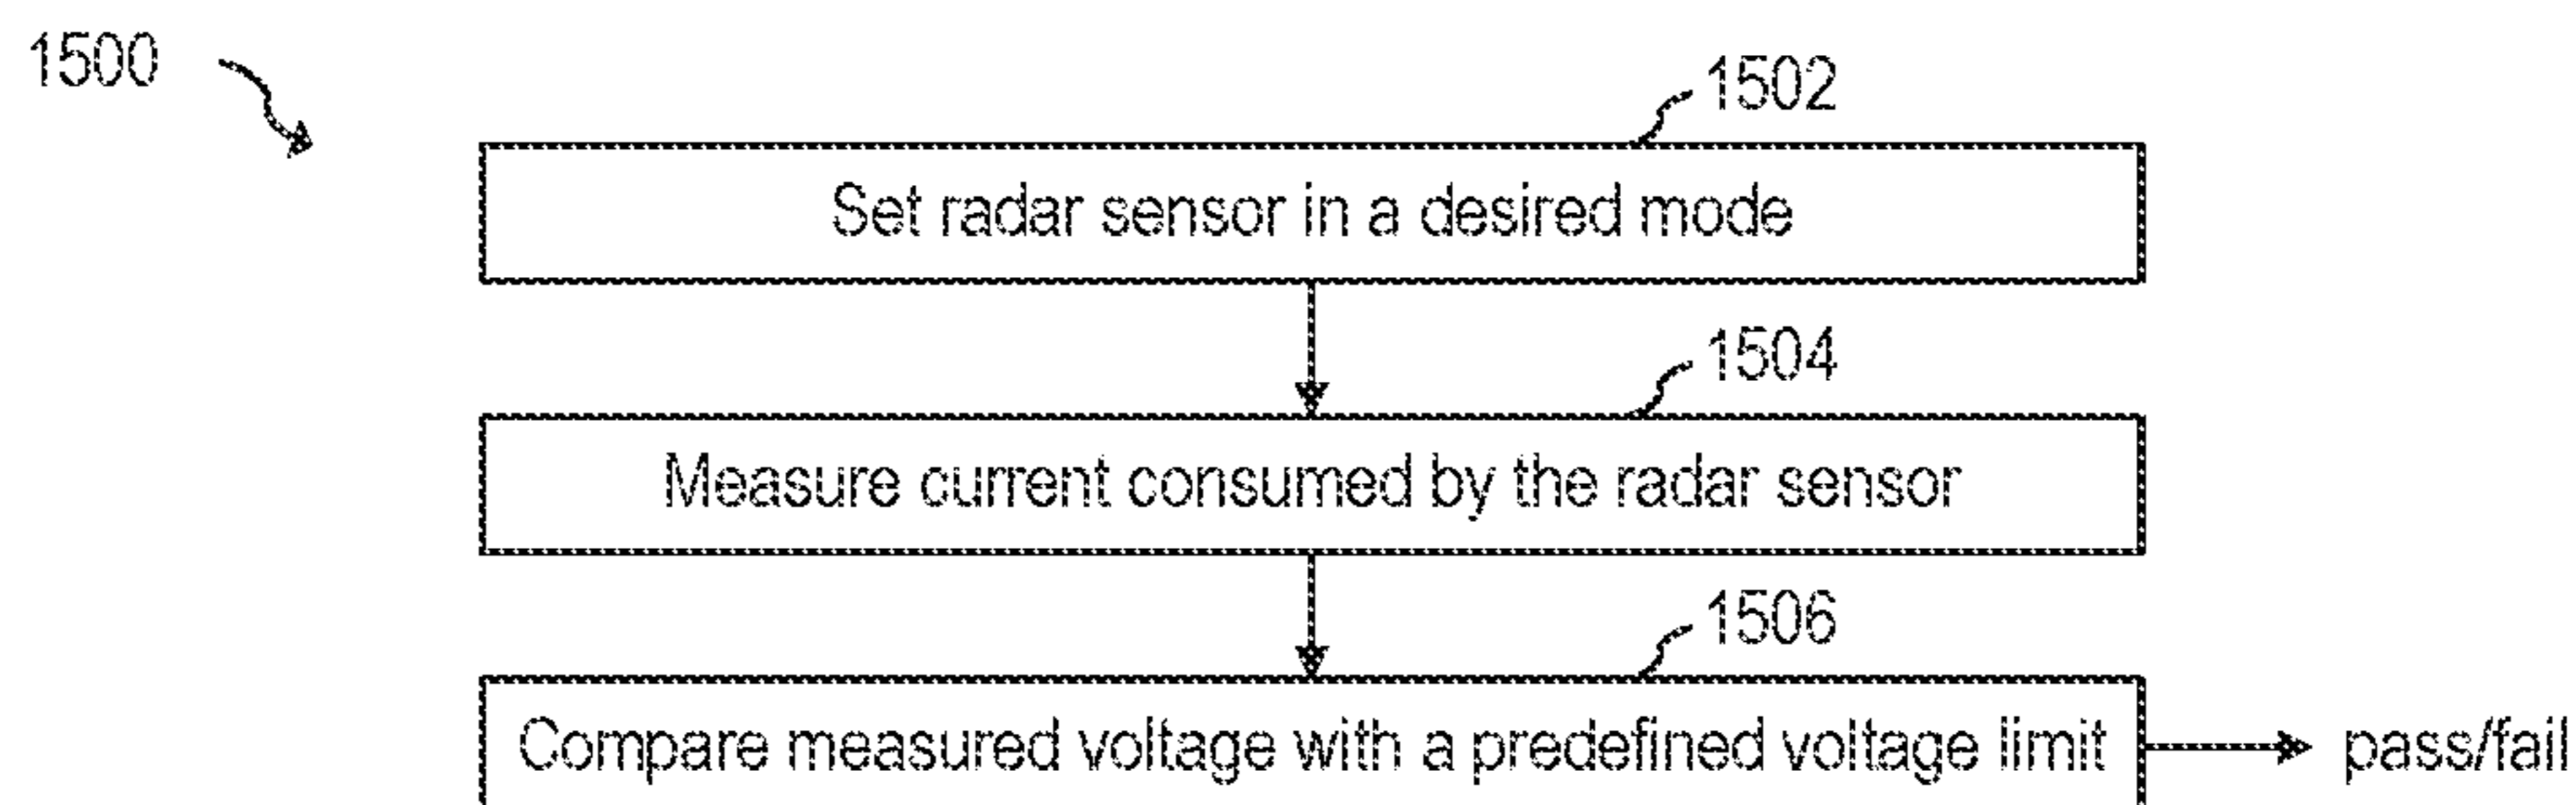 1500
1502
Set radar sensor in a desired mode
1504
Measure current consumed by the radar sensor
1506
Compare measured voltage with a predefined voltage limit
pass/fail